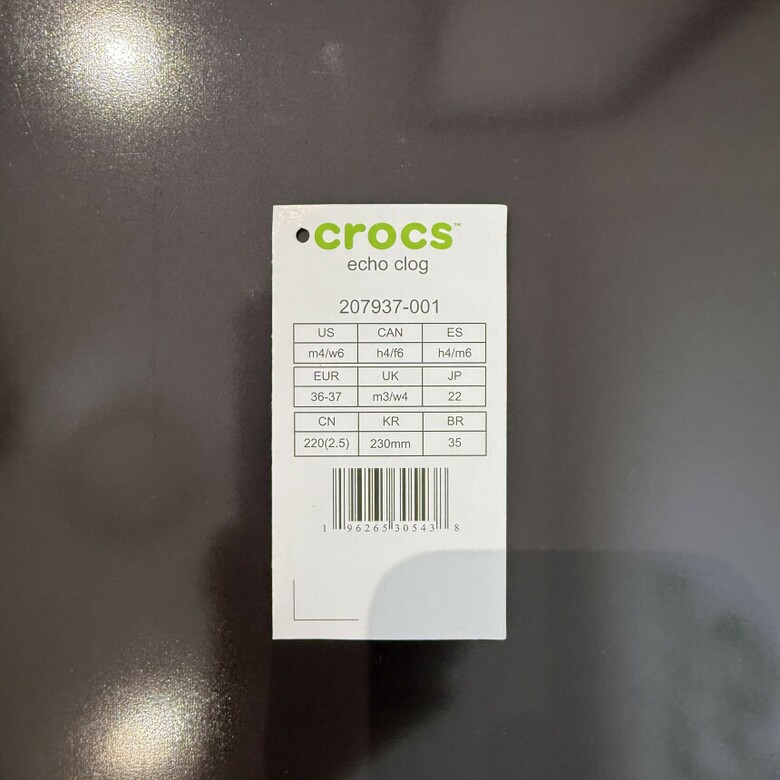 crocs™
echo clog
207937-001
US CAN ES
m4/w6 h4/f6 h4/m6
EUR UK JP
36-37 m3/w4 22
CN KR BR
220(2.5) 230mm 35
1 96265 30543 8